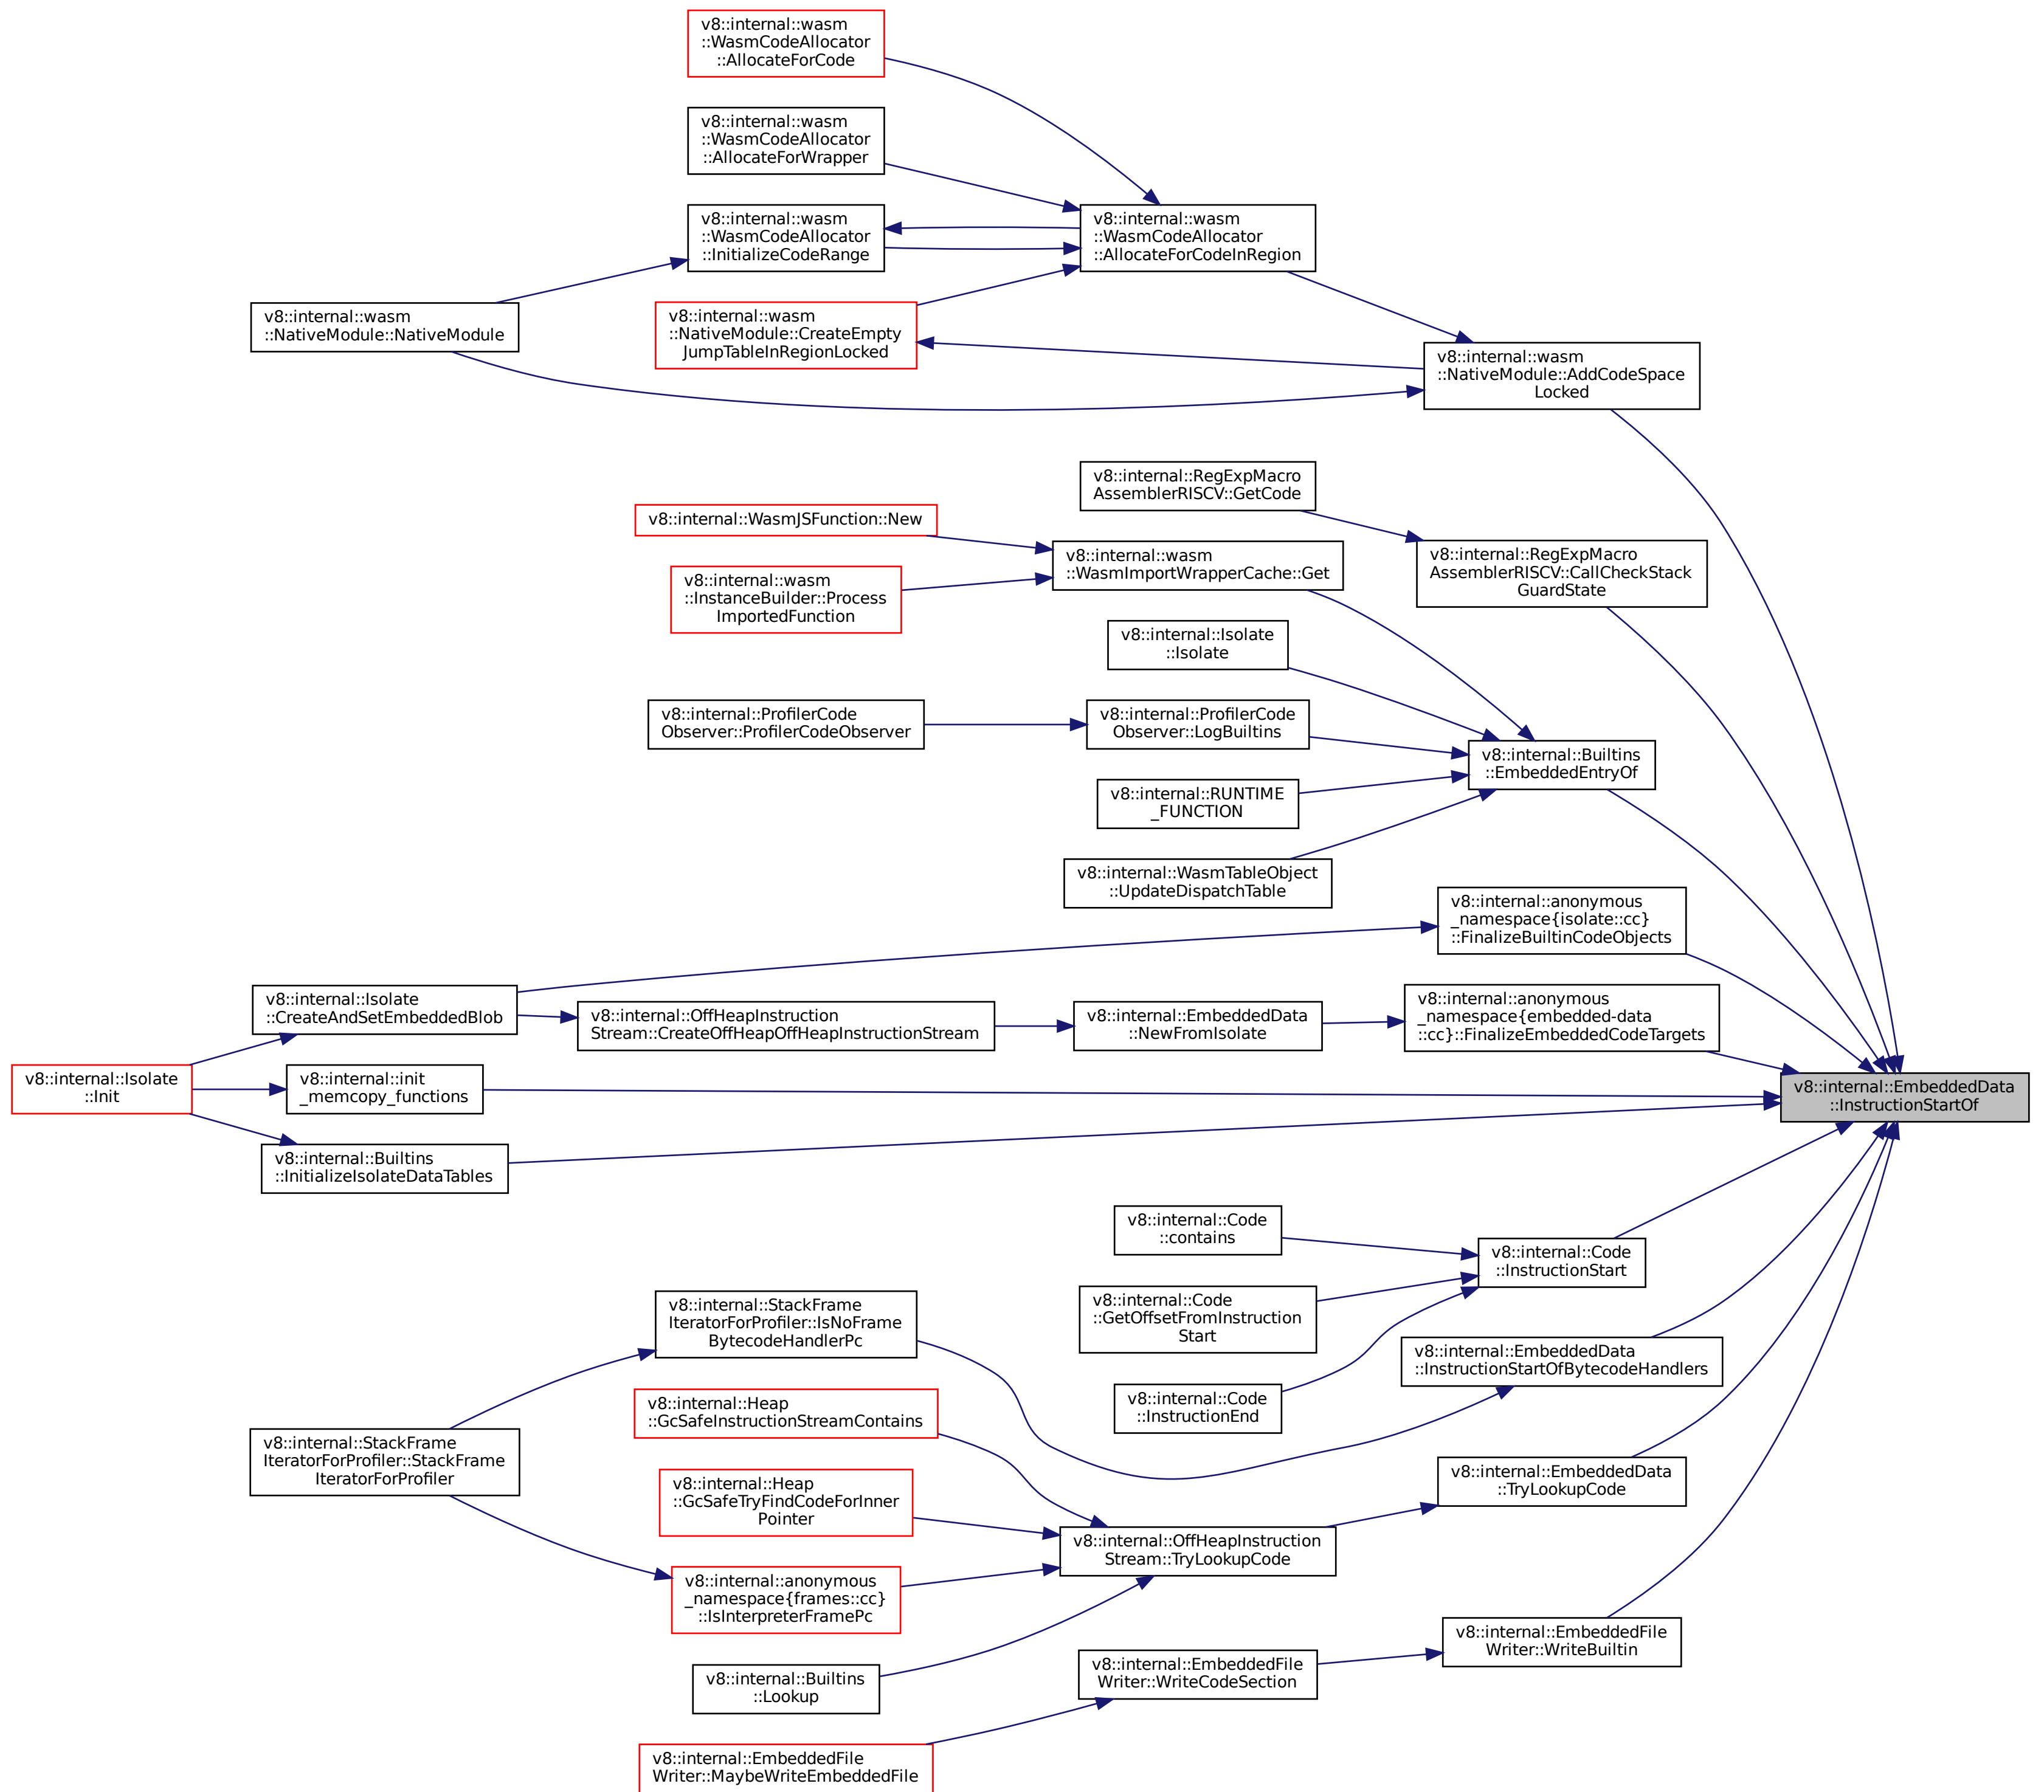 v8::internal::wasm
::WasmCodeAllocator
::AllocateForCode
v8::internal::wasm
::WasmCodeAllocator
::AllocateForWrapper
v8::internal::wasm
::WasmCodeAllocator
::InitializeCodeRange
v8::internal::wasm
::WasmCodeAllocator
::AllocateForCodeInRegion
v8::internal::wasm
::NativeModule::NativeModule
v8::internal::wasm
::NativeModule::CreateEmpty
JumpTableInRegionLocked
v8::internal::wasm
::NativeModule::AddCodeSpace
Locked
v8::internal::RegExpMacro
AssemblerRISCV::GetCode
v8::internal::WasmJSFunction::New
v8::internal::wasm
::WasmImportWrapperCache::Get
v8::internal::RegExpMacro
AssemblerRISCV::CallCheckStack
GuardState
v8::internal::wasm
::InstanceBuilder::Process
ImportedFunction
v8::internal::Isolate
::Isolate
v8::internal::ProfilerCode
Observer::ProfilerCodeObserver
v8::internal::ProfilerCode
Observer::LogBuiltins
v8::internal::Builtins
::EmbeddedEntryOf
v8::internal::RUNTIME
_FUNCTION
v8::internal::WasmTableObject
::UpdateDispatchTable
v8::internal::anonymous
_namespace{isolate::cc}
::FinalizeBuiltinCodeObjects
v8::internal::Isolate
::CreateAndSetEmbeddedBlob
v8::internal::OffHeapInstruction
Stream::CreateOffHeapOffHeapInstructionStream
v8::internal::EmbeddedData
::NewFromIsolate
v8::internal::anonymous
_namespace{embedded-data
::cc}::FinalizeEmbeddedCodeTargets
v8::internal::Isolate
::Init
v8::internal::init
_memcopy_functions
v8::internal::EmbeddedData
::InstructionStartOf
v8::internal::Builtins
::InitializeIsolateDataTables
v8::internal::Code
::contains
v8::internal::Code
::InstructionStart
v8::internal::Code
::GetOffsetFromInstruction
Start
v8::internal::StackFrame
IteratorForProfiler::IsNoFrame
BytecodeHandlerPc
v8::internal::EmbeddedData
::InstructionStartOfBytecodeHandlers
v8::internal::Code
::InstructionEnd
v8::internal::Heap
::GcSafeInstructionStreamContains
v8::internal::StackFrame
IteratorForProfiler::StackFrame
IteratorForProfiler
v8::internal::EmbeddedData
::TryLookupCode
v8::internal::Heap
::GcSafeTryFindCodeForInner
Pointer
v8::internal::OffHeapInstruction
Stream::TryLookupCode
v8::internal::anonymous
_namespace{frames::cc}
::IsInterpreterFramePc
v8::internal::EmbeddedFile
Writer::WriteBuiltin
v8::internal::Builtins
::Lookup
v8::internal::EmbeddedFile
Writer::WriteCodeSection
v8::internal::EmbeddedFile
Writer::MaybeWriteEmbeddedFile